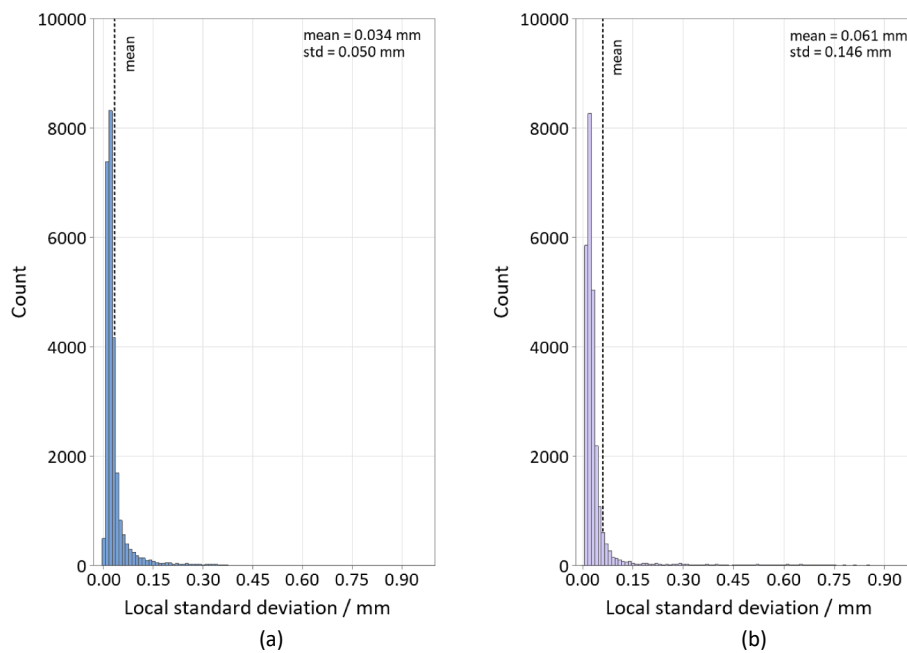 10000
8000
6000
4000
2000
0
Count
mean
mean = 0.034 mm
std = 0.050 mm
0.00 0.15 0.30 0.45 0.60 0.75 0.90
Local standard deviation / mm
(a)
10000
8000
6000
4000
2000
0
Count
mean
mean = 0.061 mm
std = 0.146 mm
0.00 0.15 0.30 0.45 0.60 0.75 0.90
Local standard deviation / mm
(b)